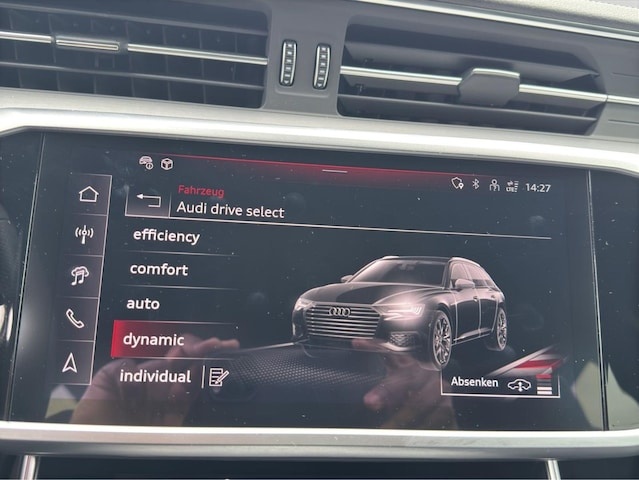 14:27
Fahrzeug
Audi drive select
efficiency
comfort
auto
dynamic
individual
Absenken